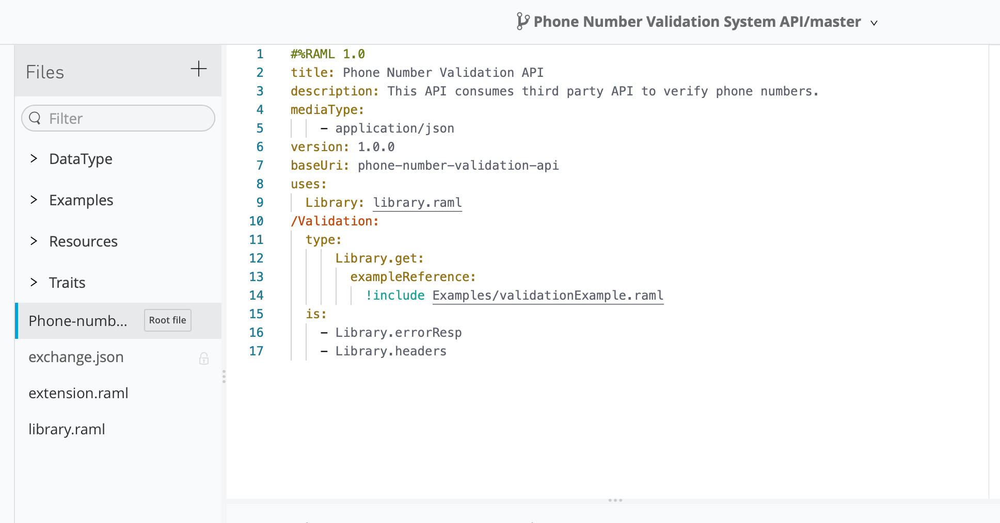 Phone Number Validation System API/master
Files
Filter
DataType
Examples
Resources
Traits
Phone-numb... Root file
exchange.json
extension.raml
library.raml
1 #%RAML 1.0
2 title: Phone Number Validation API
3 description: This API consumes third party API to verify phone numbers.
4 mediaType:
5 - application/json
6 version: 1.0.0
7 baseUri: phone-number-validation-api
8 uses:
9 Library: library.raml
10 /Validation:
11 type:
12 Library.get:
13 exampleReference:
14 !include Examples/validationExample.raml
15 is:
16 - Library.errorResp
17 - Library.headers